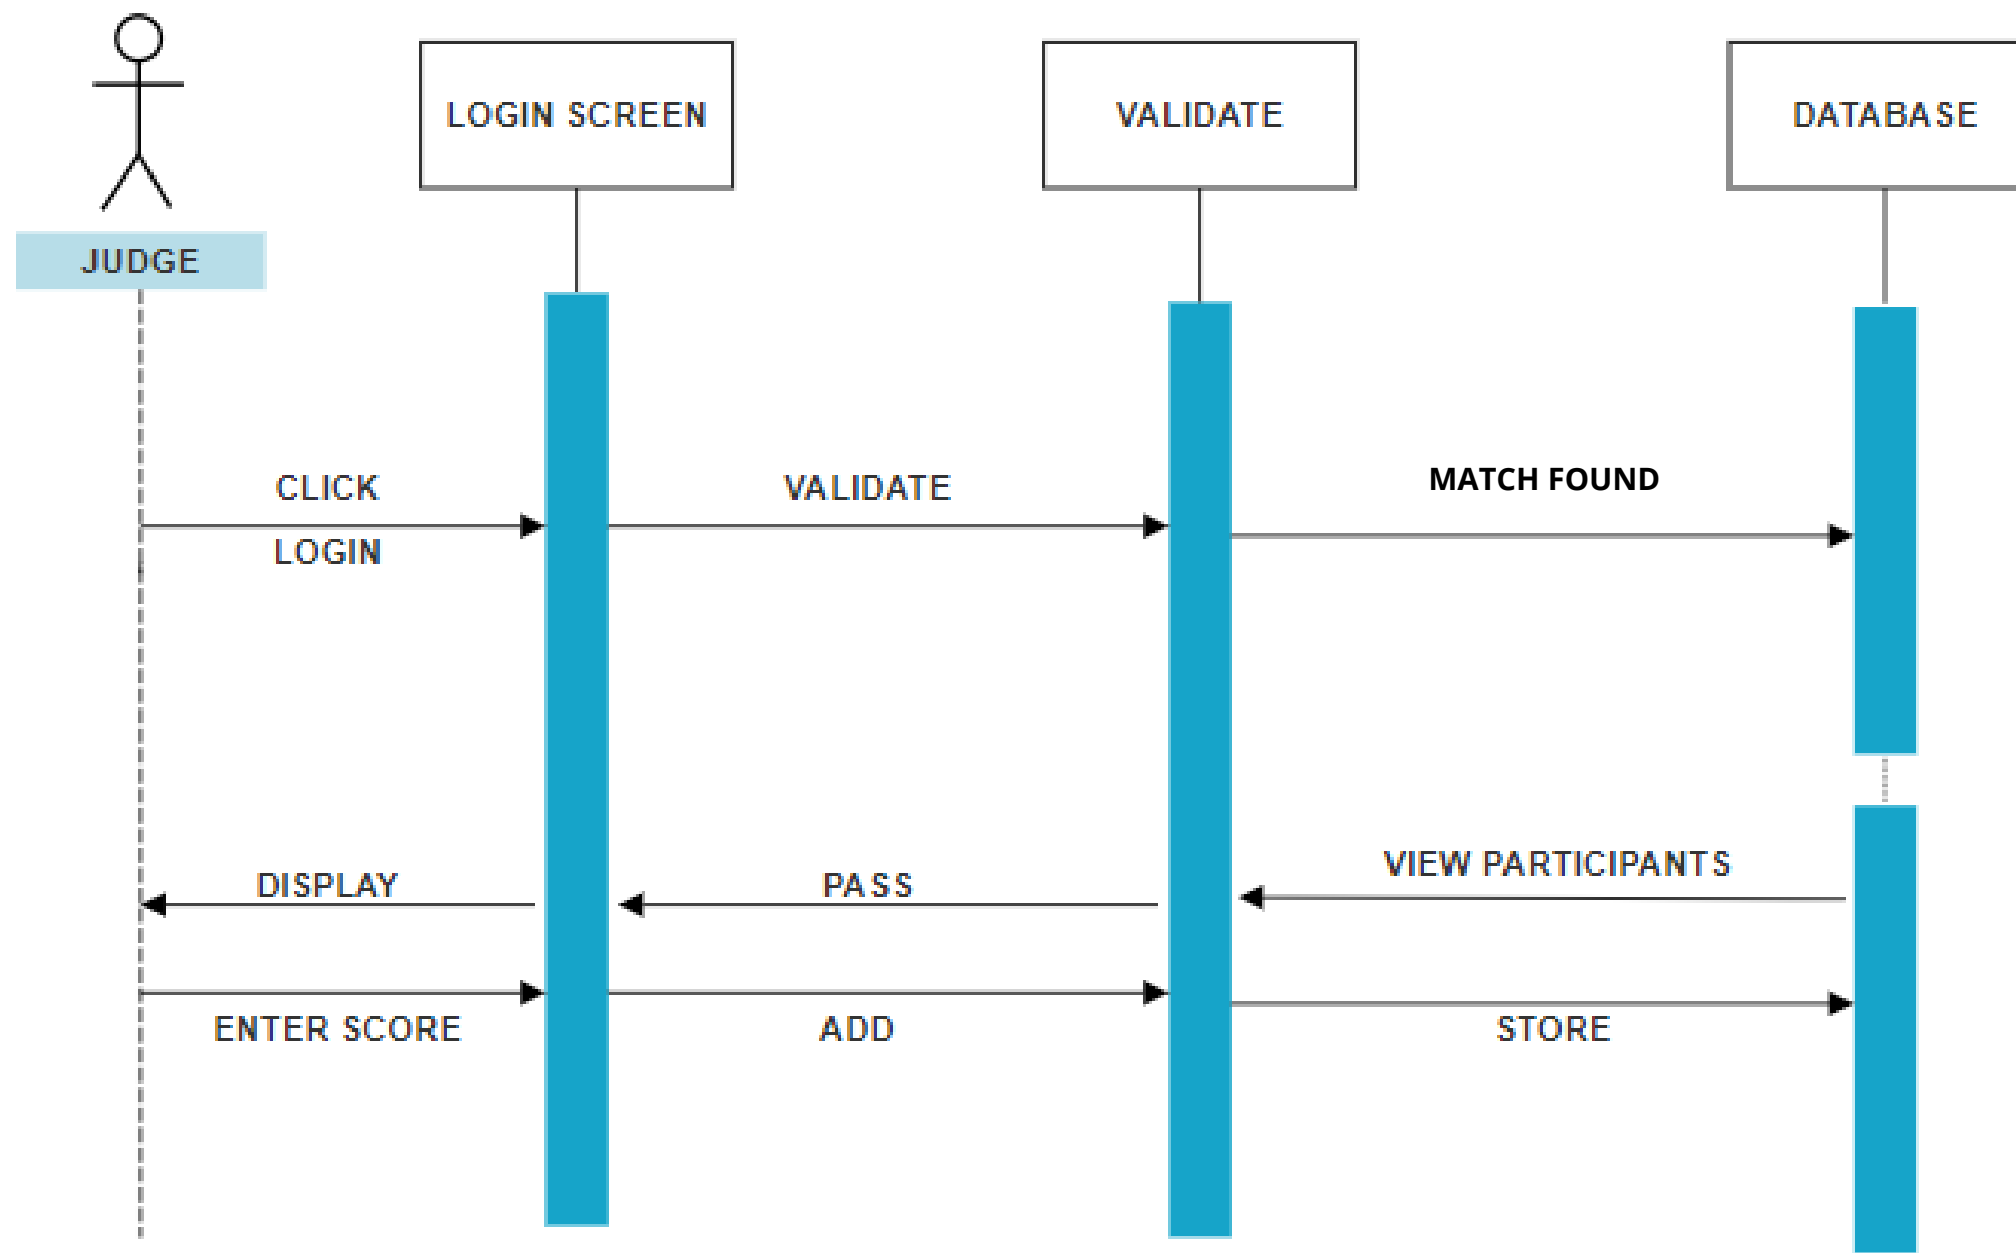 LOGIN SCREEN
VALIDATE
DATABASE
JUDGE
CLICK
LOGIN
VALIDATE
MATCH FOUND
DISPLAY
PASS
VIEW PARTICIPANTS
ENTER SCORE
ADD
STORE